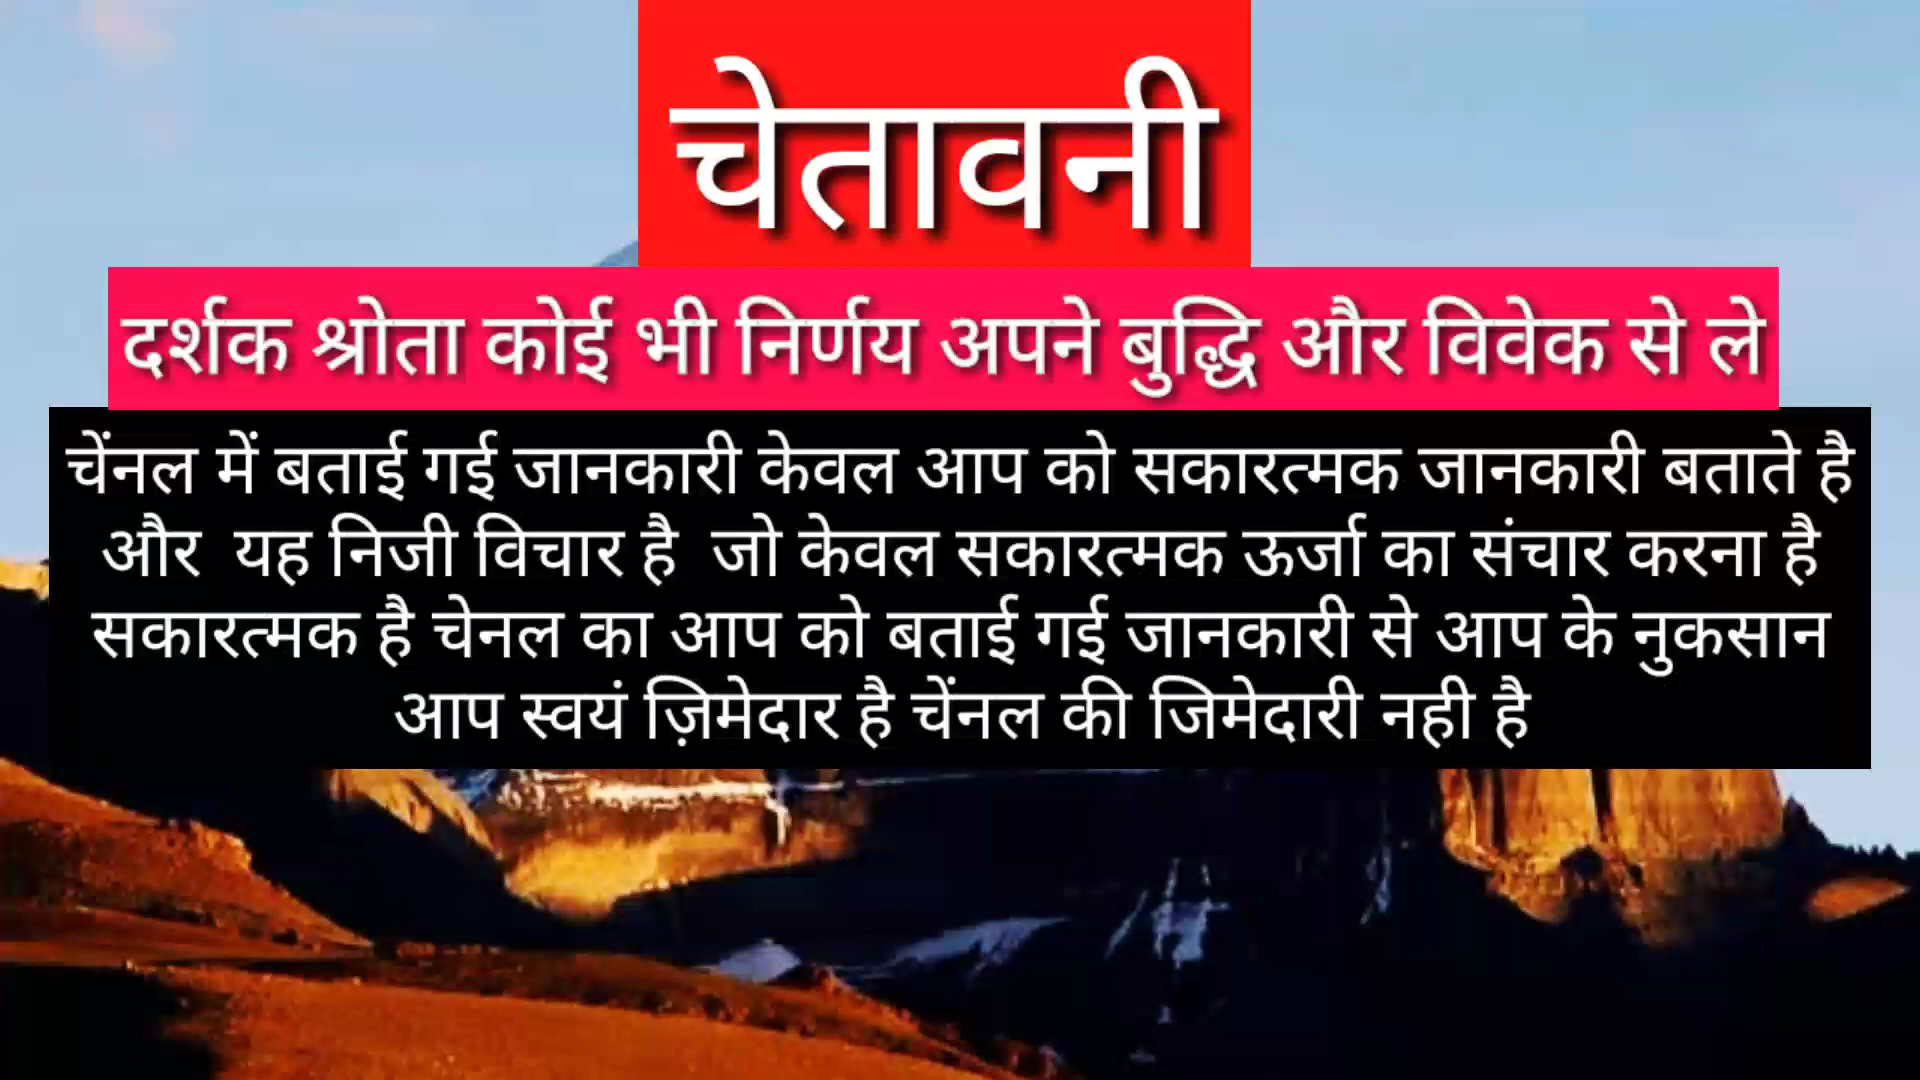 चेतावनी
दर्शक श्रोता कोई भी निर्णय अपने बुद्धि और विवेक से ले
चेंनल में बताई गई जानकारी केवल आप को सकारत्मक जानकारी बताते है
और यह निजी विचार है जो केवल सकारत्मक ऊर्जा का संचार करना है
सकारत्मक है चेनल का आप को बताई गई जानकारी से आप के नुकसान
आप स्वयं ज़िमेदार है चेंनल की जिमेदारी नही है